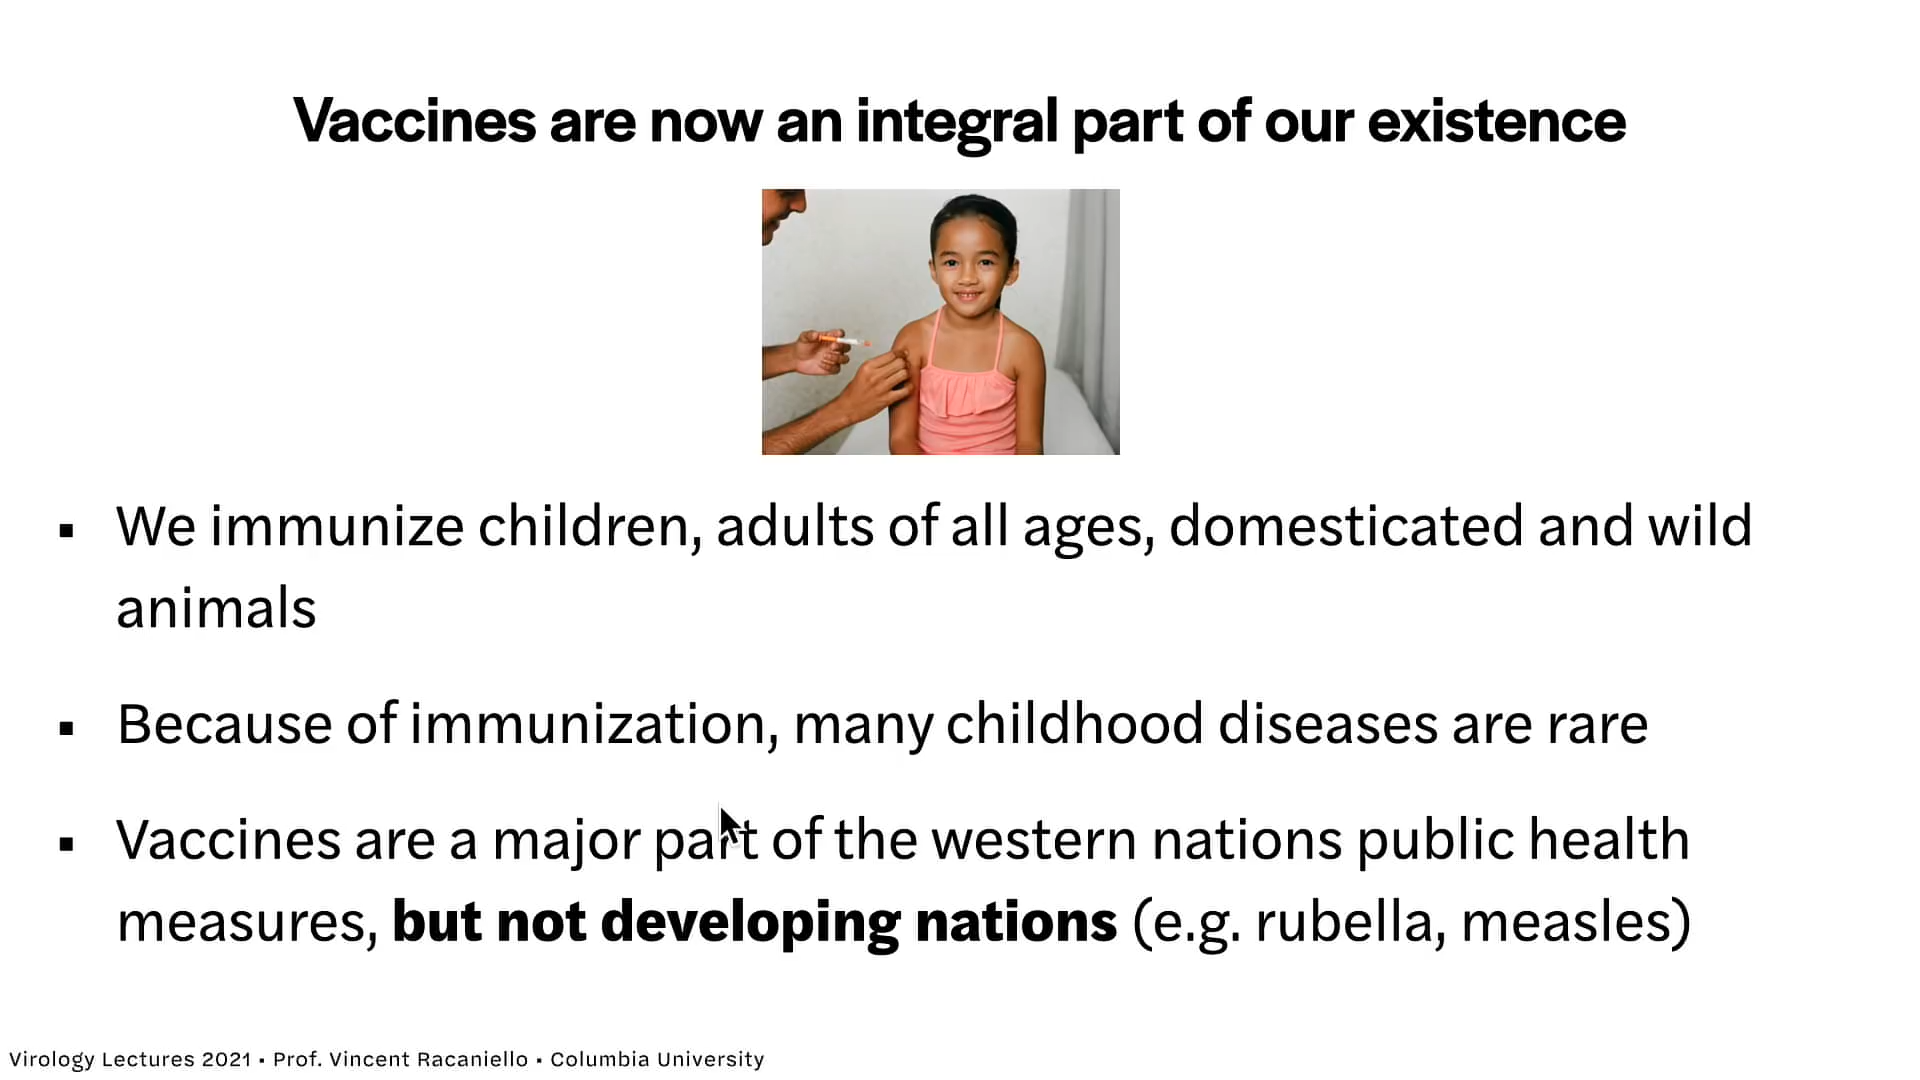 Vaccines are now an integral part of our existence
▪ We immunize children, adults of all ages, domesticated and wild
animals
▪ Because of immunization, many childhood diseases are rare
▪ Vaccines are a major part of the western nations public health
measures, but not developing nations (e.g. rubella, measles)
Virology Lectures 2021 • Prof. Vincent Racaniello • Columbia University